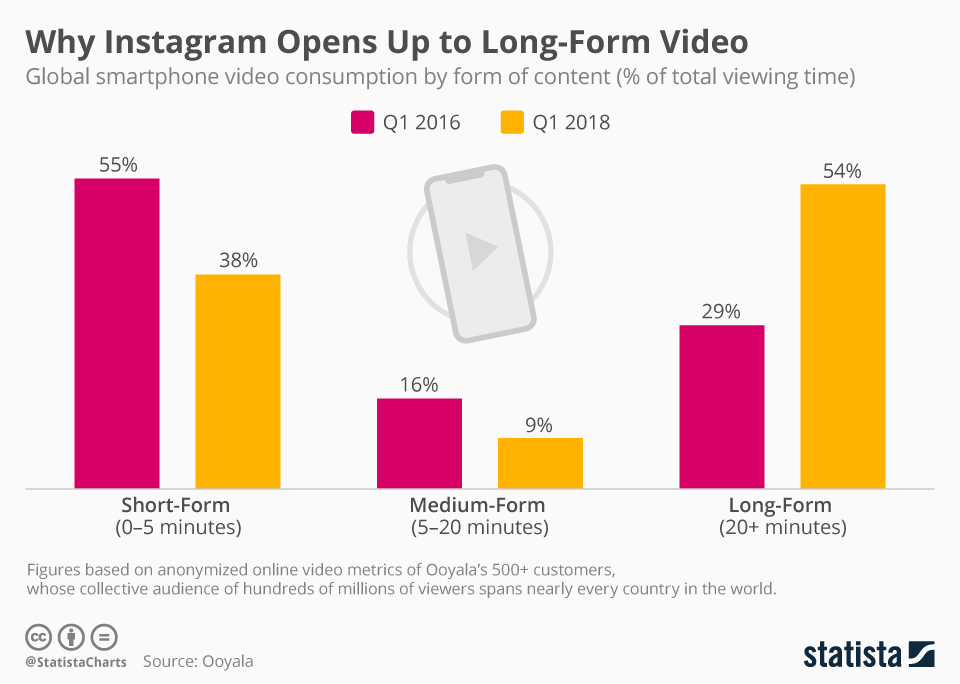 Why Instagram Opens Up to Long-Form Video
Global smartphone video consumption by form of content (% of total viewing time)
Q1 2016 Q1 2018
55%
38%
16%
9%
29%
54%
Short-Form
(0–5 minutes)
Medium-Form
(5–20 minutes)
Long-Form
(20+ minutes)
Figures based on anonymized online video metrics of Ooyala's 500+ customers,
whose collective audience of hundreds of millions of viewers spans nearly every country in the world.
cc
@StatistaCharts Source: Ooyala
statista